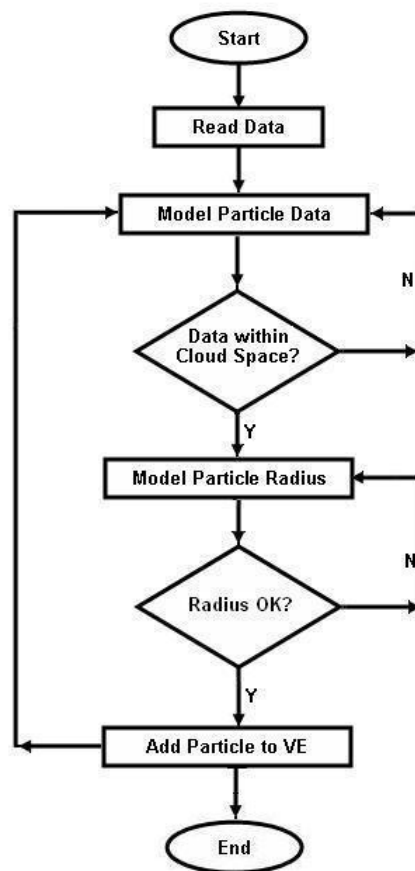 Start
Read Data
Model Particle Data
N
Data within
Cloud Space?
Y
Model Particle Radius
N
Radius OK?
Y
Add Particle to VE
End